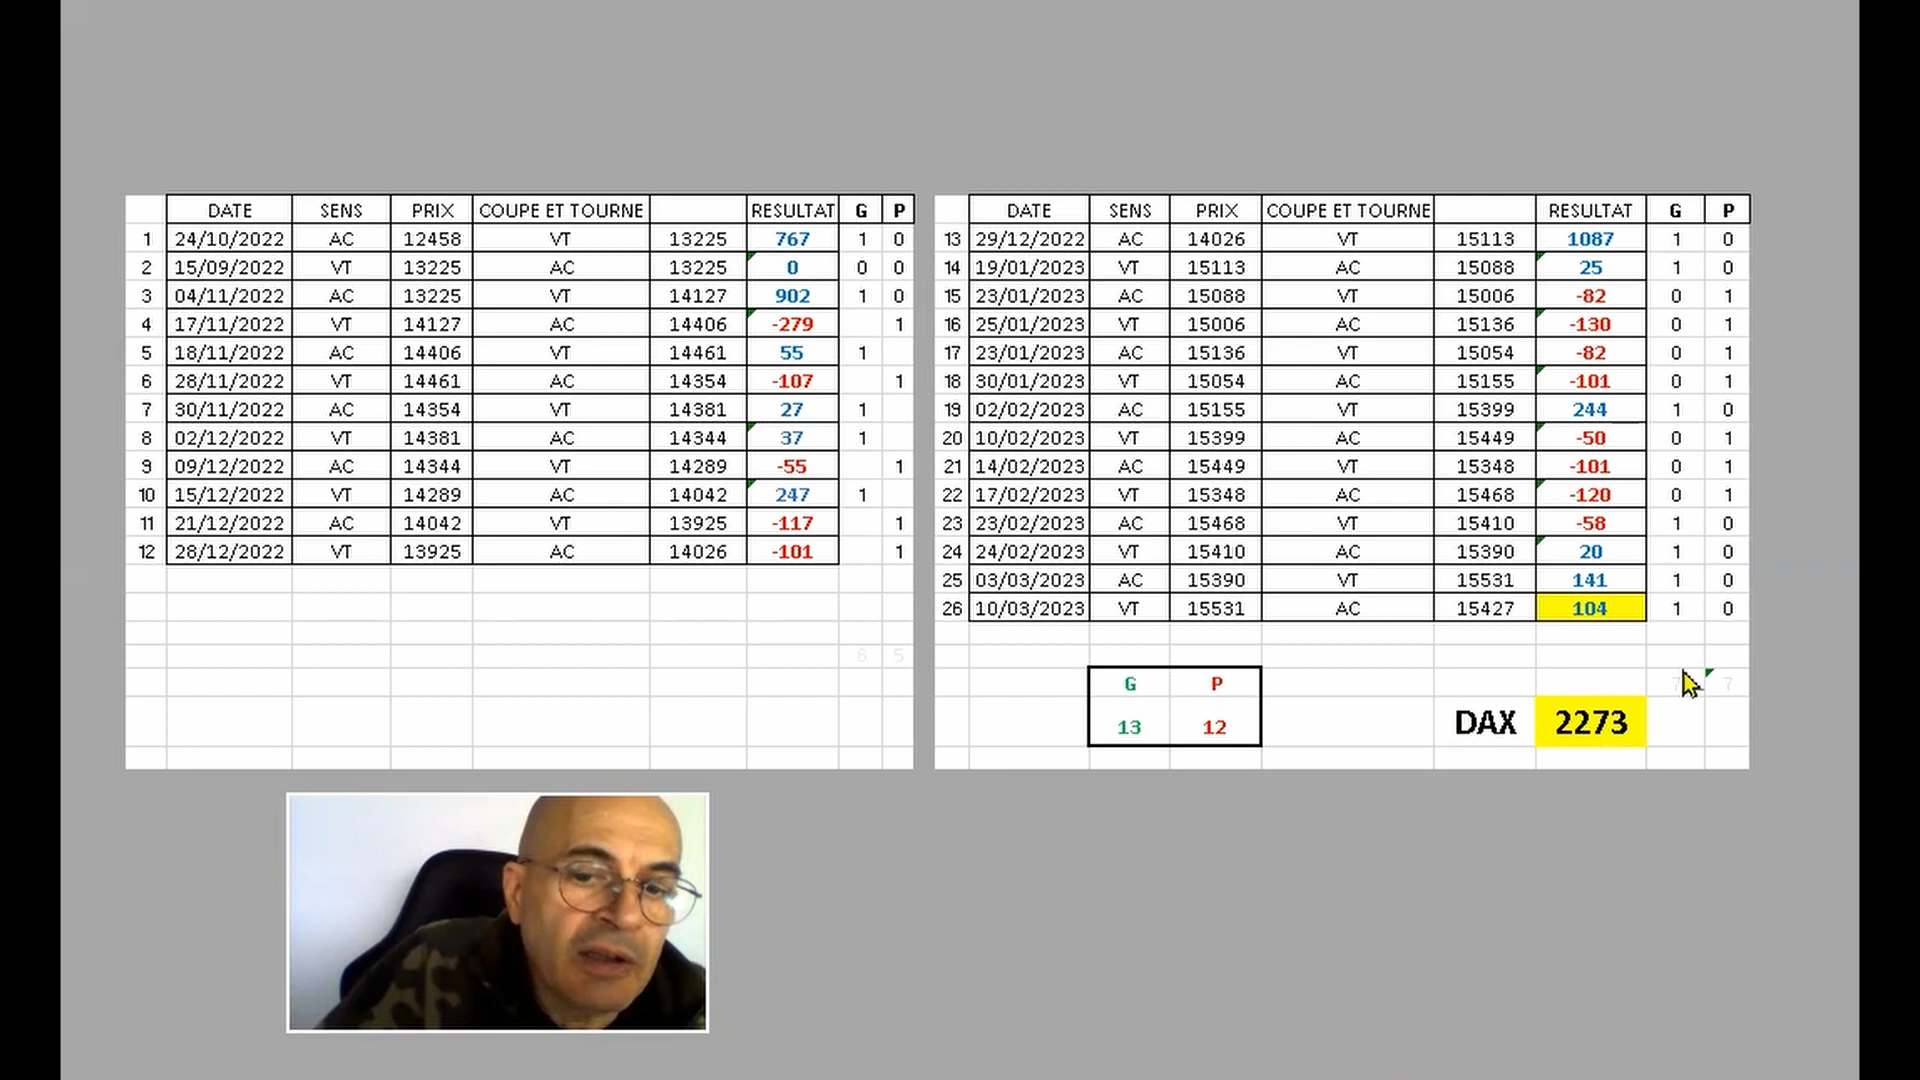 DATE SENS PRIX COUPE ET TOURNE RESULTAT G P
1 24/10/2022 AC 12458 VT 13225 767 1 0
2 15/09/2022 VT 13225 AC 13225 0 0 0
3 04/11/2022 AC 13225 VT 14127 902 1 0
4 17/11/2022 VT 14127 AC 14406 -279 1
5 18/11/2022 AC 14406 VT 14461 55 1
6 28/11/2022 VT 14461 AC 14354 -107 1
7 30/11/2022 AC 14354 VT 14381 27 1
8 02/12/2022 VT 14381 AC 14344 37 1
9 09/12/2022 AC 14344 VT 14289 -55 1
10 15/12/2022 VT 14289 AC 14042 247 1
11 21/12/2022 AC 14042 VT 13925 -117 1
12 28/12/2022 VT 13925 AC 14026 -101 1
6 5
DATE SENS PRIX COUPE ET TOURNE RESULTAT G P
13 29/12/2022 AC 14026 VT 15113 1087 1 0
14 19/01/2023 VT 15113 AC 15088 25 1 0
15 23/01/2023 AC 15088 VT 15006 -82 0 1
16 25/01/2023 VT 15006 AC 15136 -130 0 1
17 23/01/2023 AC 15136 VT 15054 -82 0 1
18 30/01/2023 VT 15054 AC 15155 -101 0 1
19 02/02/2023 AC 15155 VT 15399 244 1 0
20 10/02/2023 VT 15399 AC 15449 -50 0 1
21 14/02/2023 AC 15449 VT 15348 -101 0 1
22 17/02/2023 VT 15348 AC 15468 -120 0 1
23 23/02/2023 AC 15468 VT 15410 -58 1 0
24 24/02/2023 VT 15410 AC 15390 20 1 0
25 03/03/2023 AC 15390 VT 15531 141 1 0
26 10/03/2023 VT 15531 AC 15427 104 1 0
G P 7 7
13 12
DAX 2273